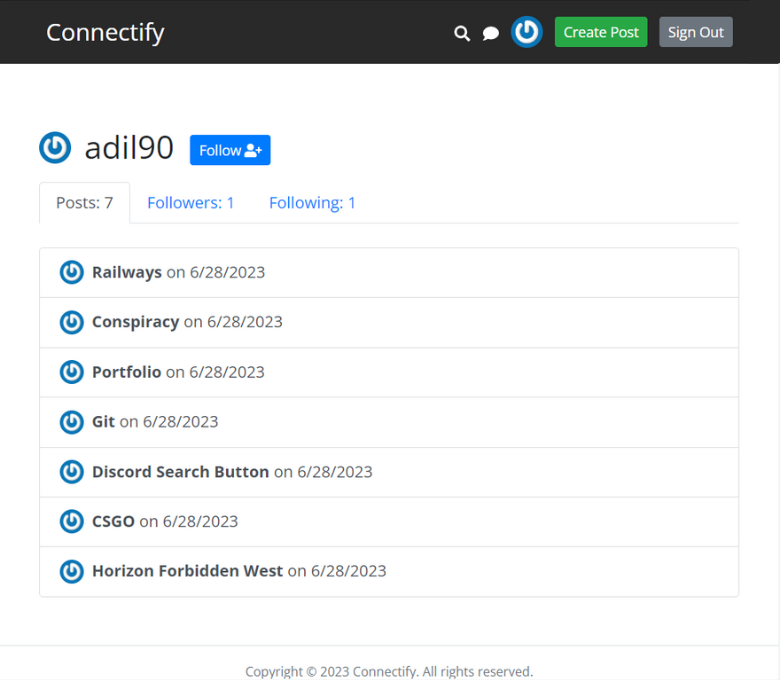 Connectify Create Post Sign Out
adil90 Follow
Posts: 7 Followers: 1 Following: 1
Railways on 6/28/2023
Conspiracy on 6/28/2023
Portfolio on 6/28/2023
Git on 6/28/2023
Discord Search Button on 6/28/2023
CSGO on 6/28/2023
Horizon Forbidden West on 6/28/2023
Copyright © 2023 Connectify. All rights reserved.